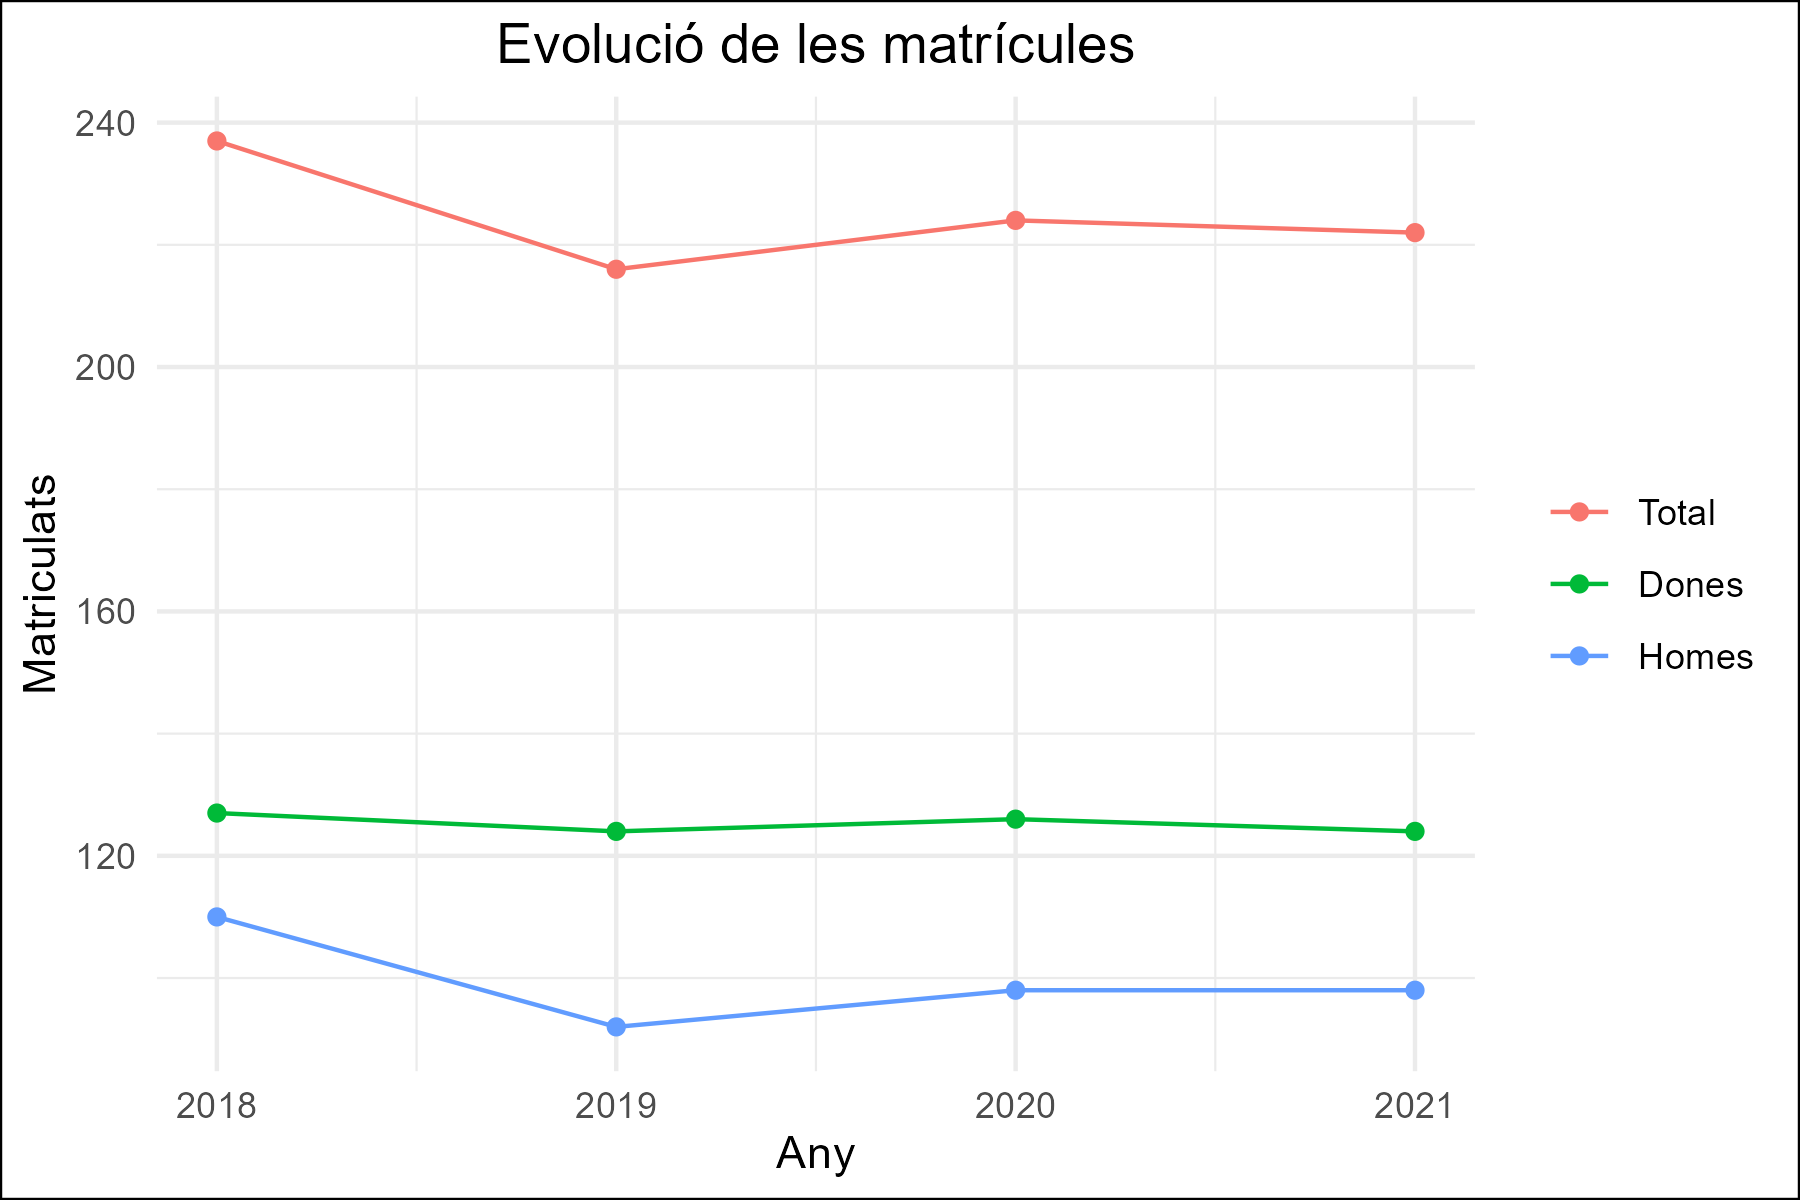 Evolució de les matrícules
240
200
160
120
Matriculats
2018
2019
2020
2021
Any
Total
Dones
Homes